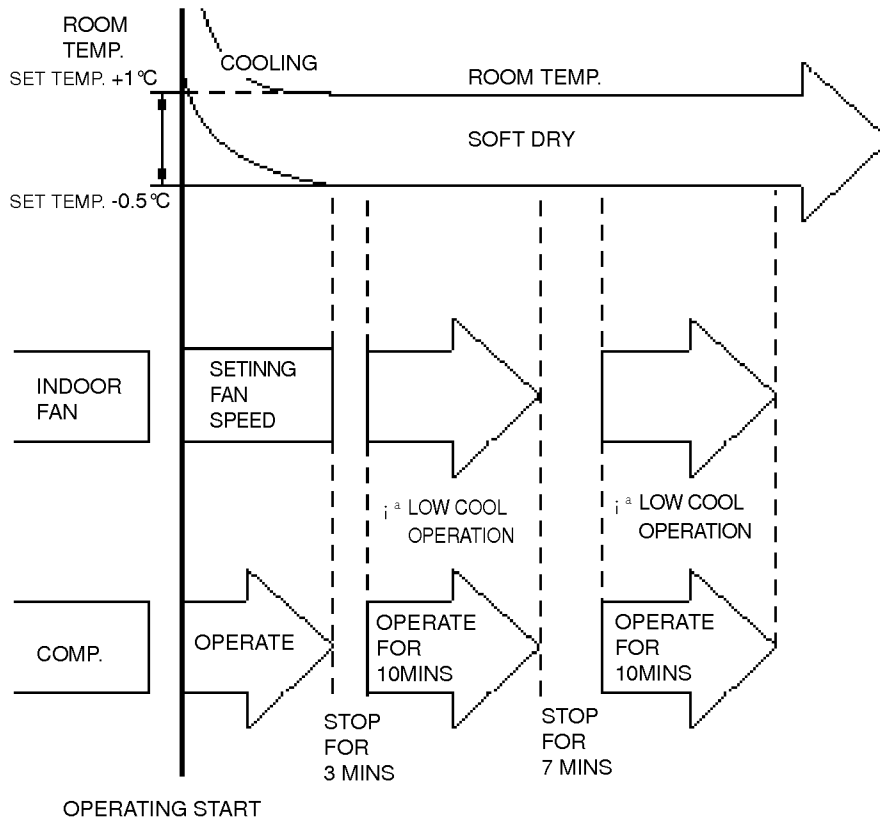 ROOM
TEMP.
COOLING
SET TEMP. +1°C
ROOM TEMP.
SOFT DRY
SET TEMP. -0.5°C
INDOOR
FAN
SETINNG
FAN
SPEED
¡ª LOW COOL
OPERATION
¡ª LOW COOL
OPERATION
COMP.
OPERATE
OPERATE
FOR
10MINS
OPERATE
FOR
10MINS
STOP
FOR
3 MINS
STOP
FOR
7 MINS
OPERATING START